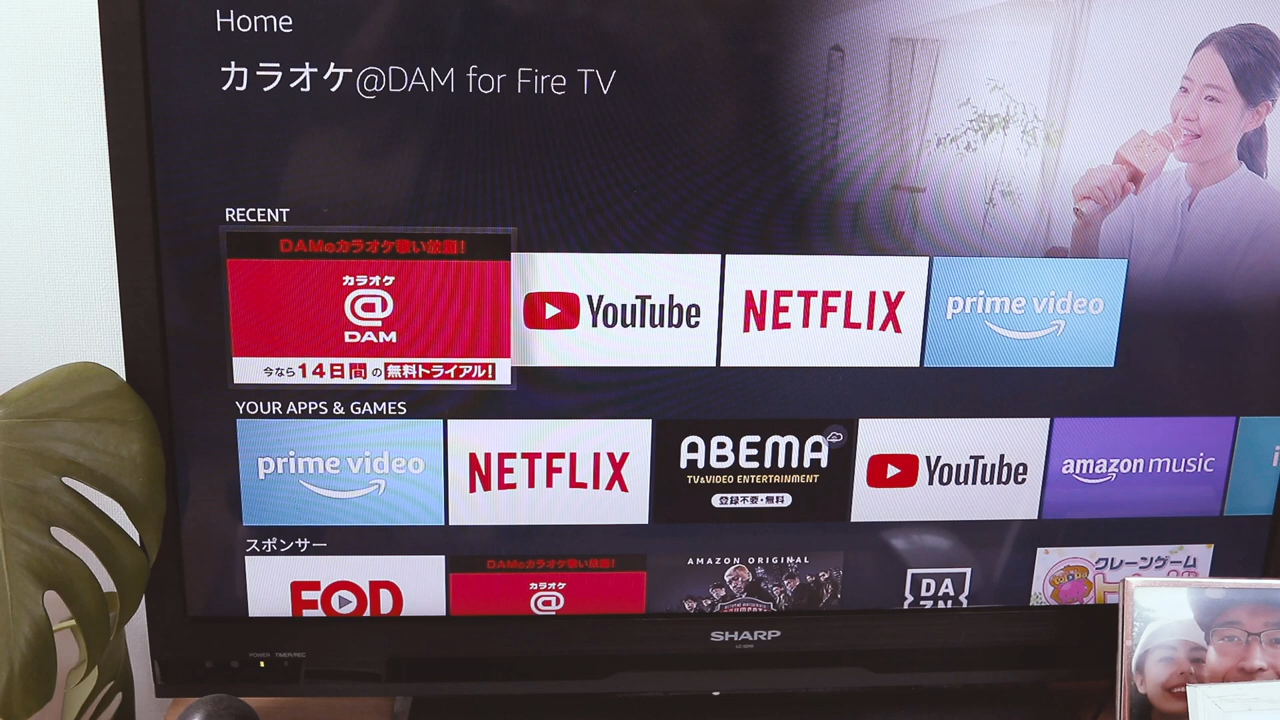 Home
カラオケ@DAM for Fire TV
RECENT
DAMのカラオケ歌い放題!
カラオケ
@
DAM
今なら14日間の無料トライアル!
YouTube
NETFLIX
prime video
YOUR APPS & GAMES
prime video
NETFLIX
ABEMA
TV&VIDEO ENTERTAINMENT
登録不要・無料
YouTube
amazon music
スポンサー
FOD
DAMのカラオケ歌い放題!
カラオケ
@
AMAZON ORIGINAL
DA
ZN
クレーンゲーム
SHARP
POWER TIMER/REC